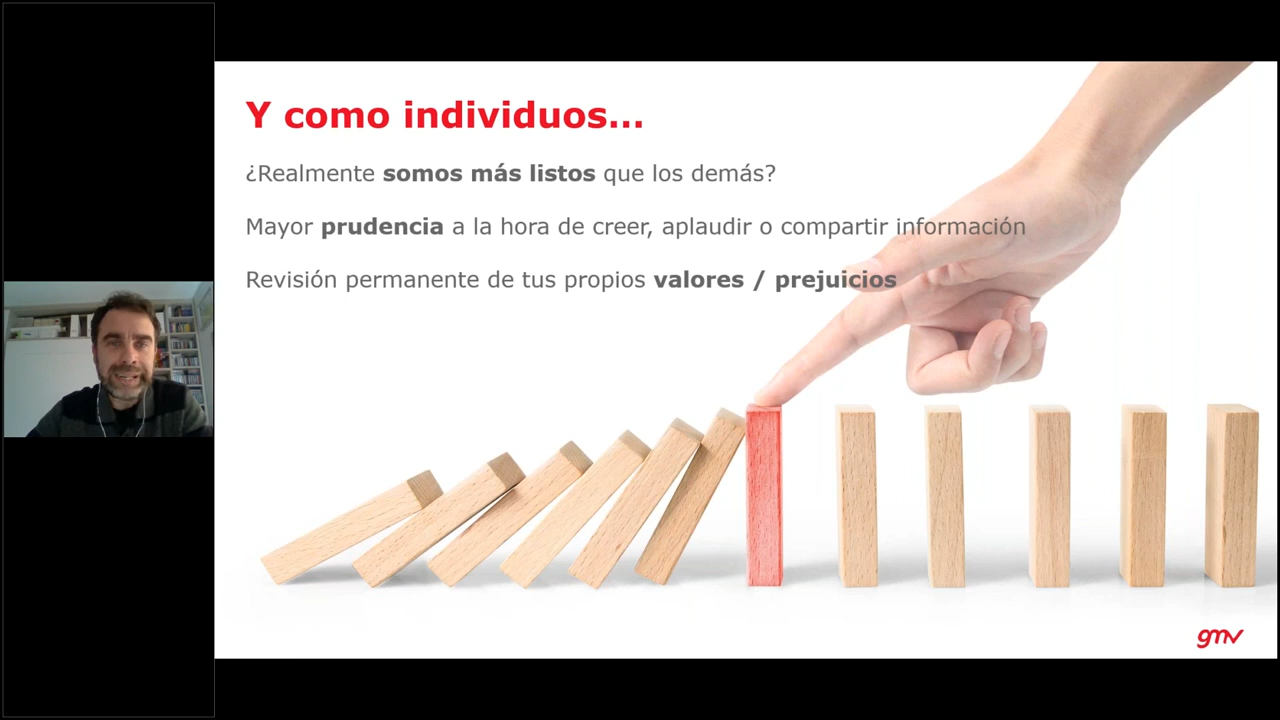 Y como individuos...
¿Realmente somos más listos que los demás?
Mayor prudencia a la hora de creer, aplaudir o compartir información
Revisión permanente de tus propios valores / prejuicios
gmv